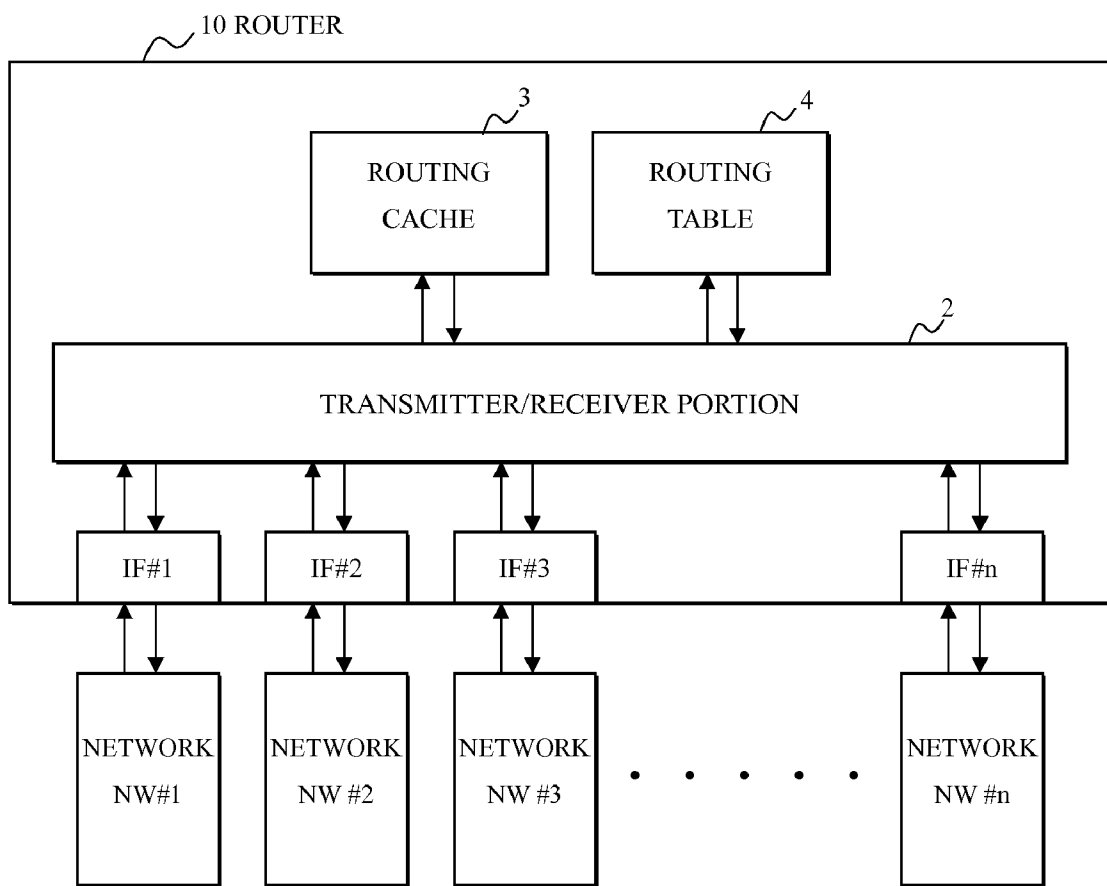 10 ROUTER
3
4
ROUTING
CACHE
ROUTING
TABLE
2
TRANSMITTER/RECEIVER PORTION
IF#1
IF#2
IF#3
IF#n
NETWORK
NW#1
NETWORK
NW #2
NETWORK
NW #3
NETWORK
NW #n